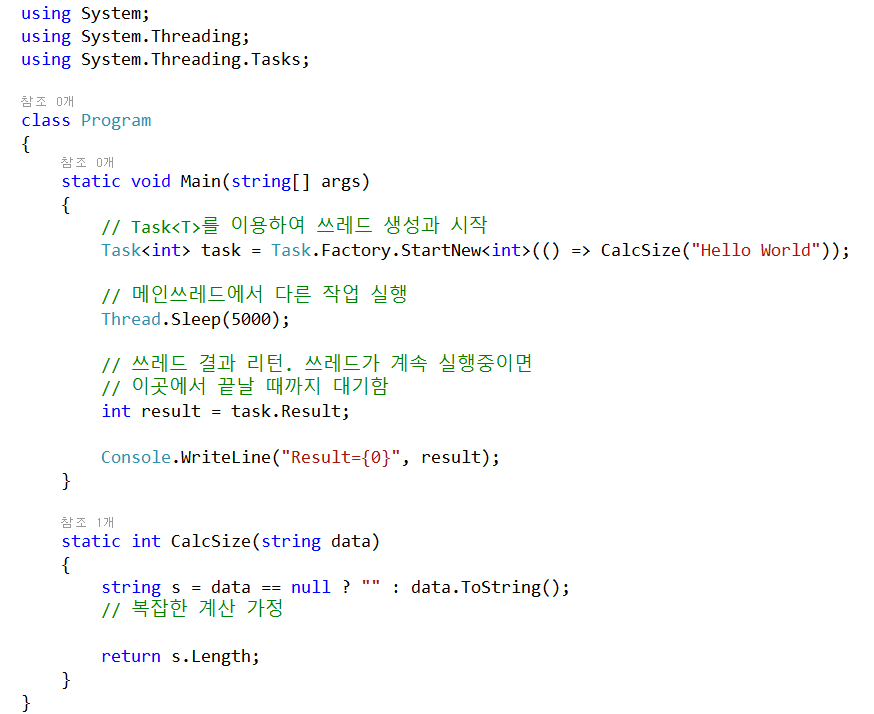 using System;
using System.Threading;
using System.Threading.Tasks;
참조 0개
class Program
{
참조 0개
static void Main(string[] args)
{
// Task<T>를 이용하여 쓰레드 생성과 시작
Task<int> task = Task.Factory.StartNew<int>(() => CalcSize("Hello World"));
// 메인쓰레드에서 다른 작업 실행
Thread.Sleep(5000);
// 쓰레드 결과 리턴. 쓰레드가 계속 실행중이면
// 이곳에서 끝날 때까지 대기함
int result = task.Result;
Console.WriteLine("Result={0}", result);
}
참조 1개
static int CalcSize(string data)
{
string s = data == null ? "" : data.ToString();
// 복잡한 계산 가정
return s.Length;
}
}